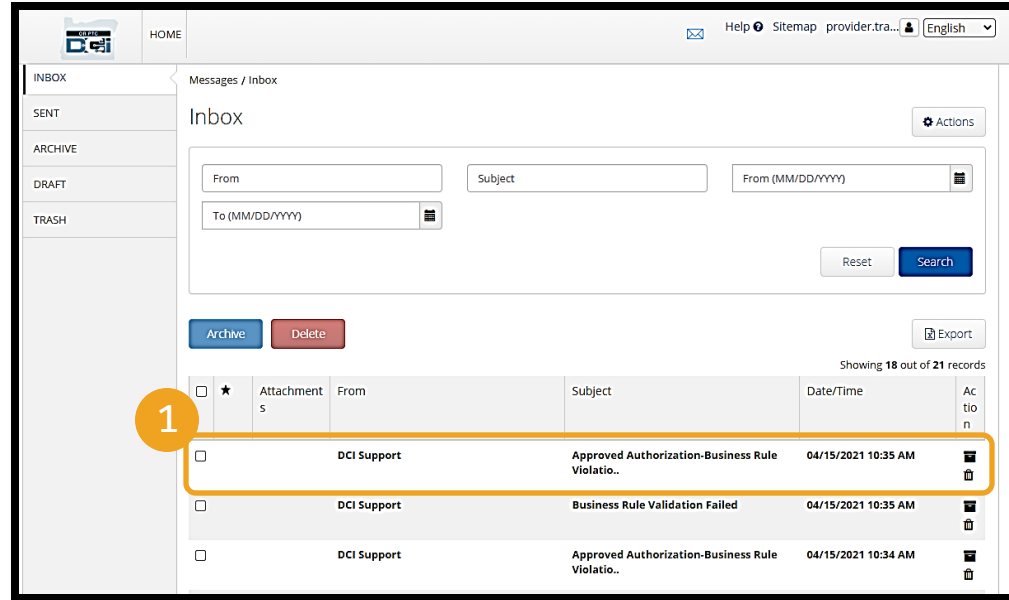 OR PTC
DCi
HOME
Help
Sitemap
provider.tra...
English
INBOX
SENT
ARCHIVE
DRAFT
TRASH
Messages / Inbox
Inbox
Actions
From
Subject
From (MM/DD/YYYY)
To (MM/DD/YYYY)
Reset
Search
Archive
Delete
Export
Showing 18 out of 21 records
Attachment
s
From
Subject
Date/Time
Ac
tio
n
1
DCI Support
Approved Authorization-Business Rule
Violatio..
04/15/2021 10:35 AM
DCI Support
Business Rule Validation Failed
04/15/2021 10:35 AM
DCI Support
Approved Authorization-Business Rule
Violatio..
04/15/2021 10:34 AM